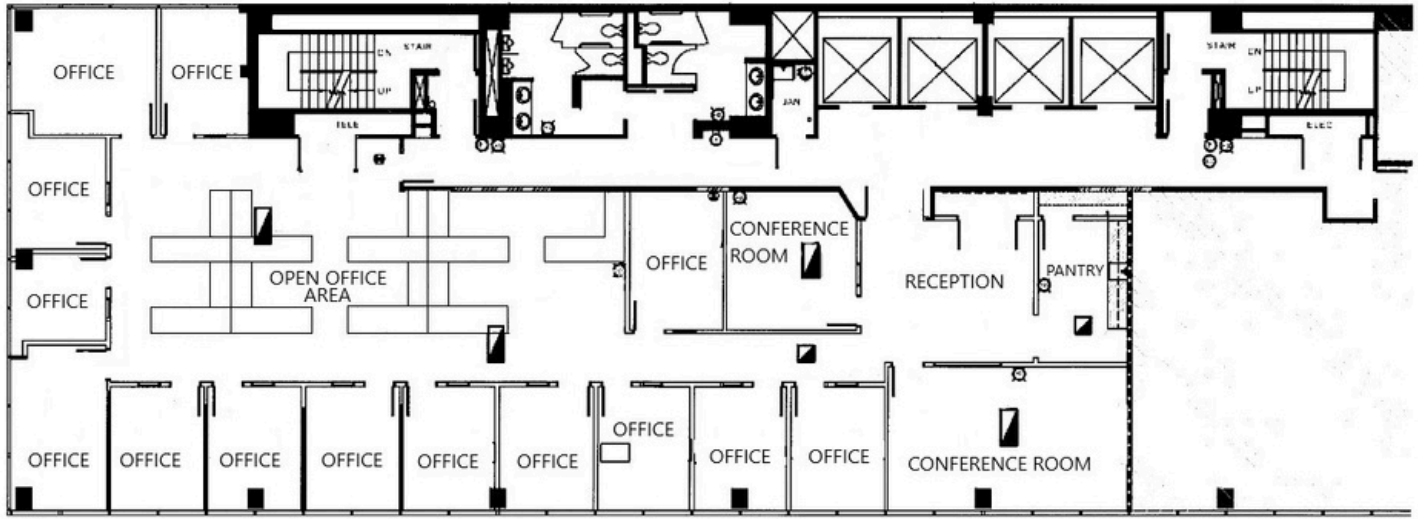 OFFICE
OFFICE
DN
STAIR
UP
TELE
JAN
STAIR
DN
UP
ELEC
OFFICE
OFFICE
OPEN OFFICE
AREA
OFFICE
CONFERENCE
ROOM
RECEPTION
PANTRY
OFFICE
OFFICE
OFFICE
OFFICE
OFFICE
OFFICE
OFFICE
OFFICE
OFFICE
CONFERENCE ROOM